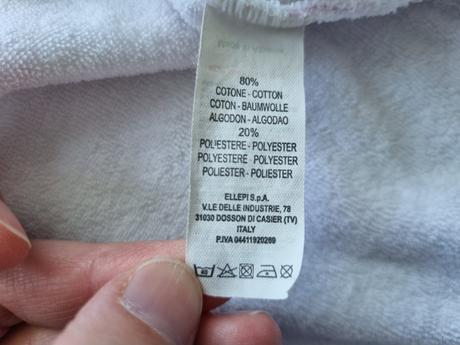 80%
COTONE - COTTON
COTON - BAUMWOLLE
ALGODON - ALGODAO
20%
POLIESTERE - POLYESTER
POLYESTERE POLYESTER
POLIESTER - POLIESTER
ELLEPI S.p.A.
V.LE DELLE INDUSTRIE, 78
31030 DOSSON DI CASIER (TV)
ITALY
P.IVA 04411920269